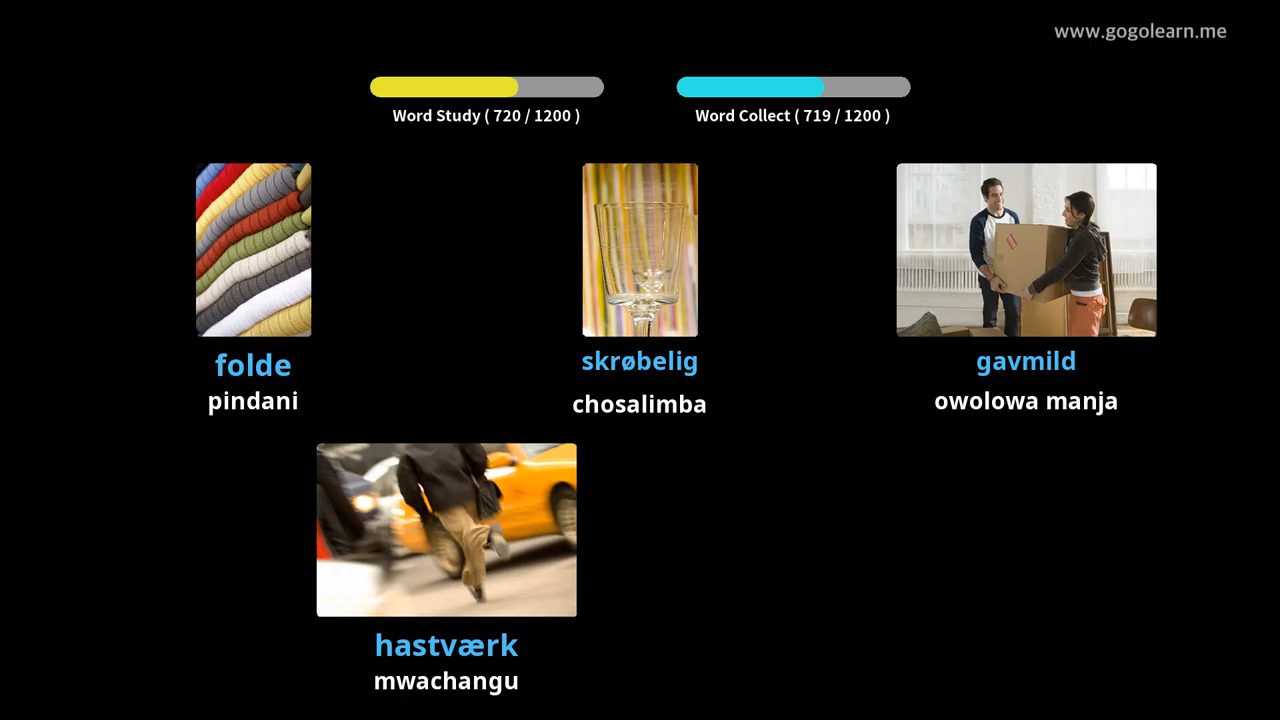 www.gogolearn.me
Word Study ( 720 / 1200 )
Word Collect ( 719 / 1200 )
folde
pindani
skrøbelig
chosalimba
gavmild
owolowa manja
hastværk
mwachangu